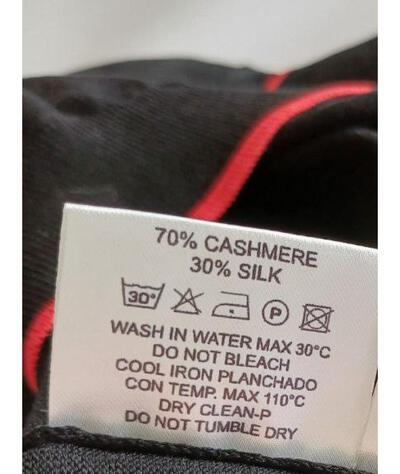 70% CASHMERE
30% SILK
30° P
WASH IN WATER MAX 30°C
DO NOT BLEACH
COOL IRON PLANCHADO
CON TEMP. MAX 110°C
DRY CLEAN-P
DO NOT TUMBLE DRY